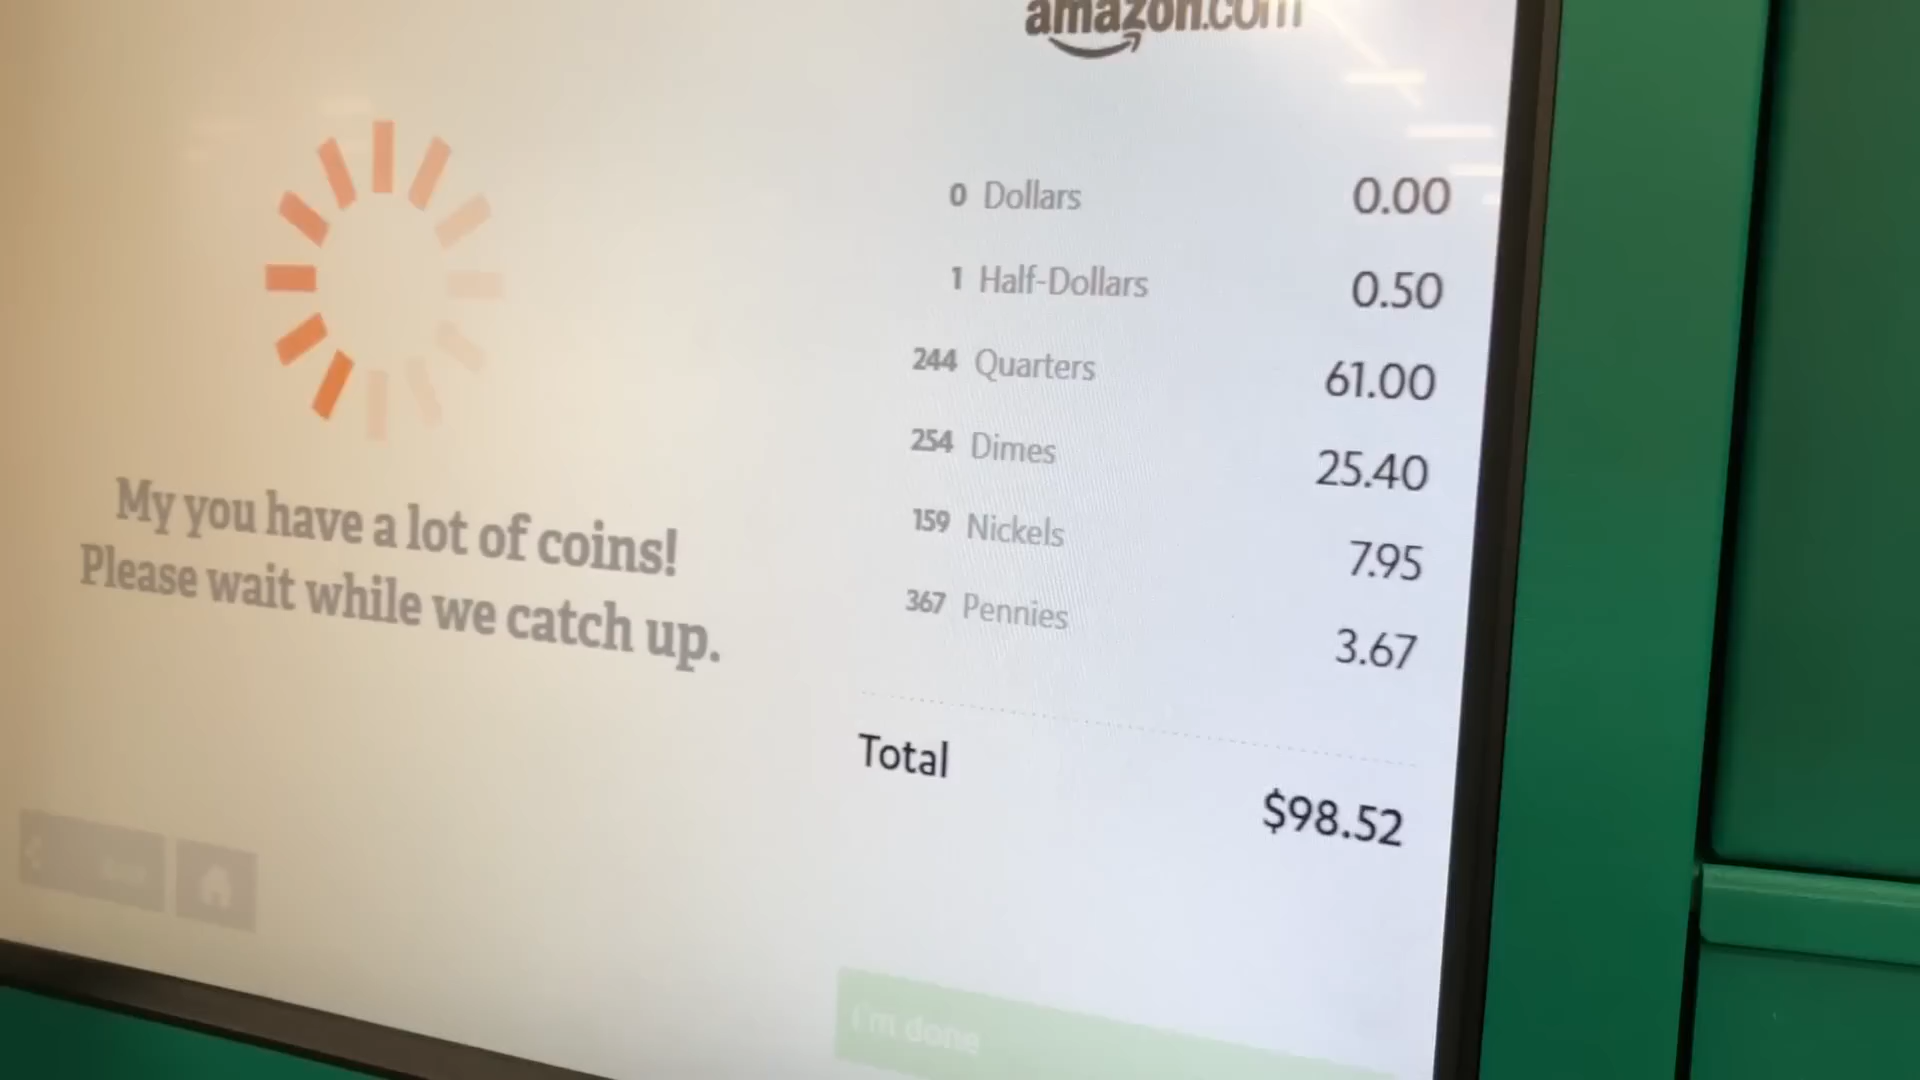 amazon.com
0 Dollars 0.00
1 Half-Dollars 0.50
244 Quarters 61.00
254 Dimes 25.40
159 Nickels 7.95
367 Pennies 3.67
Total $98.52
My you have a lot of coins!
Please wait while we catch up.
I'm done